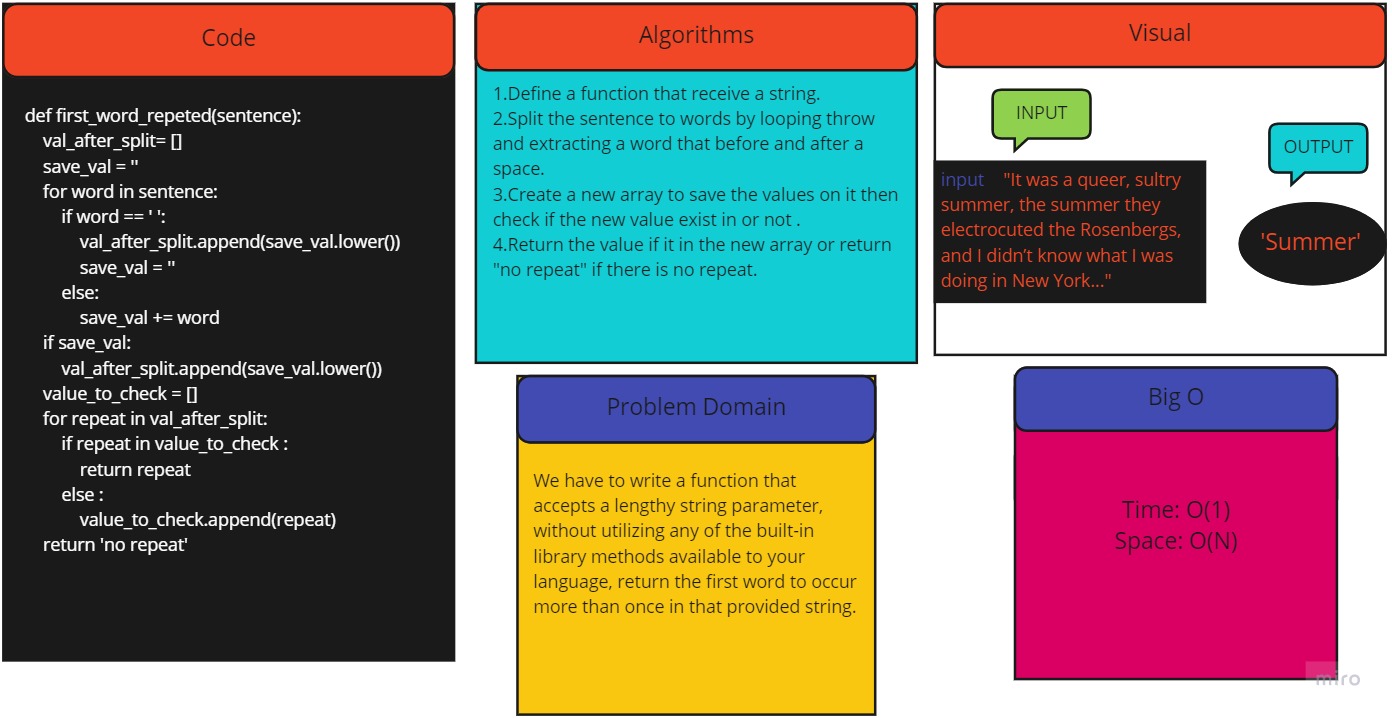 Code
def first_word_repeted(sentence):
    val_after_split= []
    save_val = ''
    for word in sentence:
        if word == ' ':
            val_after_split.append(save_val.lower())
            save_val = ''
        else:
            save_val += word
    if save_val:
        val_after_split.append(save_val.lower())
    value_to_check = []
    for repeat in val_after_split:
        if repeat in value_to_check :
            return repeat
        else :
            value_to_check.append(repeat)
    return 'no repeat'
Algorithms
1.Define a function that receive a string.
2.Split the sentence to words by looping throw
and extracting a word that before and after a
space.
3.Create a new array to save the values on it then
check if the new value exist in or not .
4.Return the value if it in the new array or return
"no repeat" if there is no repeat.
Visual
INPUT
OUTPUT
input "It was a queer, sultry
summer, the summer they
electrocuted the Rosenbergs,
and I didn’t know what I was
doing in New York..."
'Summer'
Problem Domain
We have to write a function that
accepts a lengthy string parameter,
without utilizing any of the built-in
library methods available to your
language, return the first word to occur
more than once in that provided string.
Big O
Time: O(1)
Space: O(N)
miro